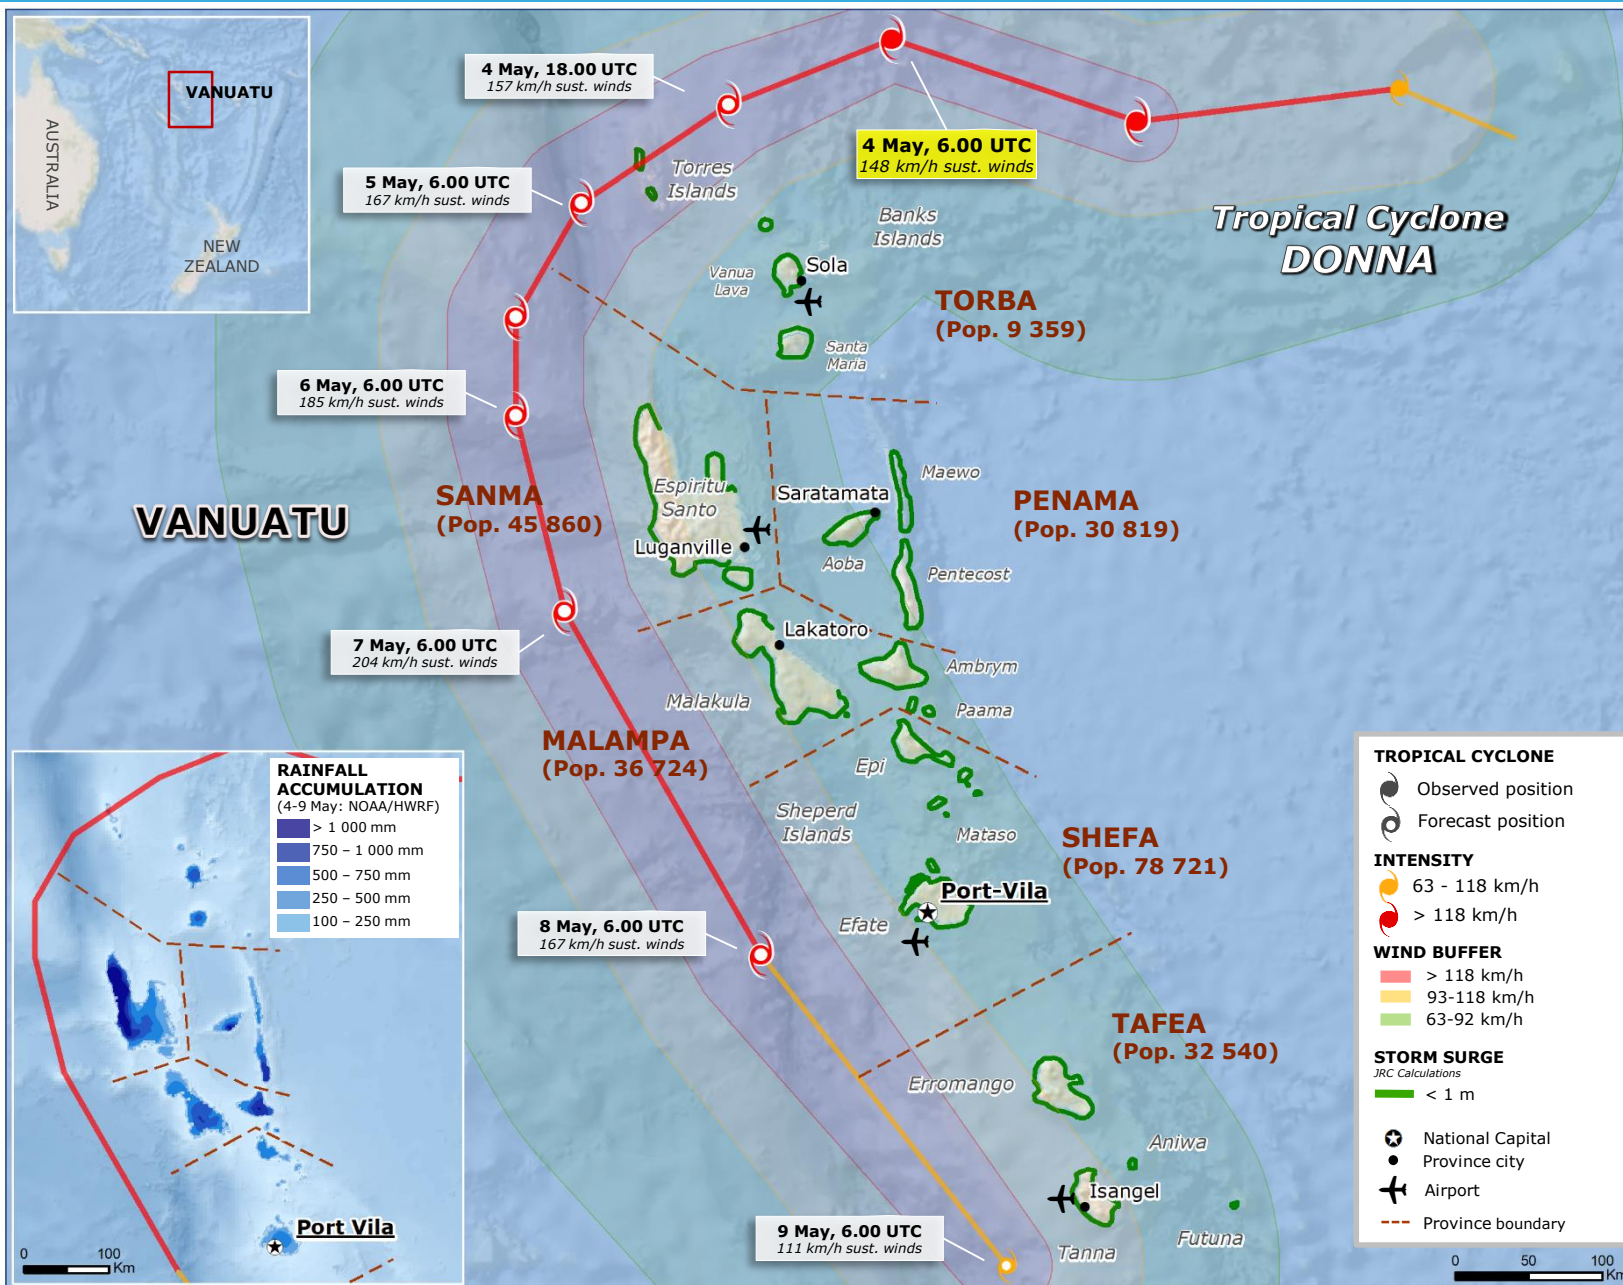 VANUATU
AUSTRALIA
NEW
ZEALAND
4 May, 18.00 UTC
157 km/h sust. winds
4 May, 6.00 UTC
148 km/h sust. winds
5 May, 6.00 UTC
167 km/h sust. winds
Torres
Islands
Banks
Islands
Tropical Cyclone
DONNA
Vanua
Lava
Sola
TORBA
(Pop. 9 359)
Santa
Maria
6 May, 6.00 UTC
185 km/h sust. winds
VANUATU
SANMA
(Pop. 45 860)
Espiritu
Santo
Luganville
Saratamata
Maewo
PENAMA
(Pop. 30 819)
Aoba
Pentecost
7 May, 6.00 UTC
204 km/h sust. winds
Lakatoro
Ambrym
Malakula
Paama
MALAMPA
(Pop. 36 724)
Epi
Sheperd
Islands
Mataso
SHEFA
(Pop. 78 721)
Port-Vila
Efate
8 May, 6.00 UTC
167 km/h sust. winds
TAFEA
(Pop. 32 540)
Erromango
Aniwa
Isangel
Tanna
Futuna
9 May, 6.00 UTC
111 km/h sust. winds
RAINFALL
ACCUMULATION
(4-9 May: NOAA/HWRF)
> 1 000 mm
750 – 1 000 mm
500 – 750 mm
250 – 500 mm
100 – 250 mm
Port Vila
0 100
Km
TROPICAL CYCLONE
Observed position
Forecast position
INTENSITY
63 - 118 km/h
> 118 km/h
WIND BUFFER
> 118 km/h
93-118 km/h
63-92 km/h
STORM SURGE
JRC Calculations
< 1 m
National Capital
Province city
Airport
Province boundary
0 50 100
Km